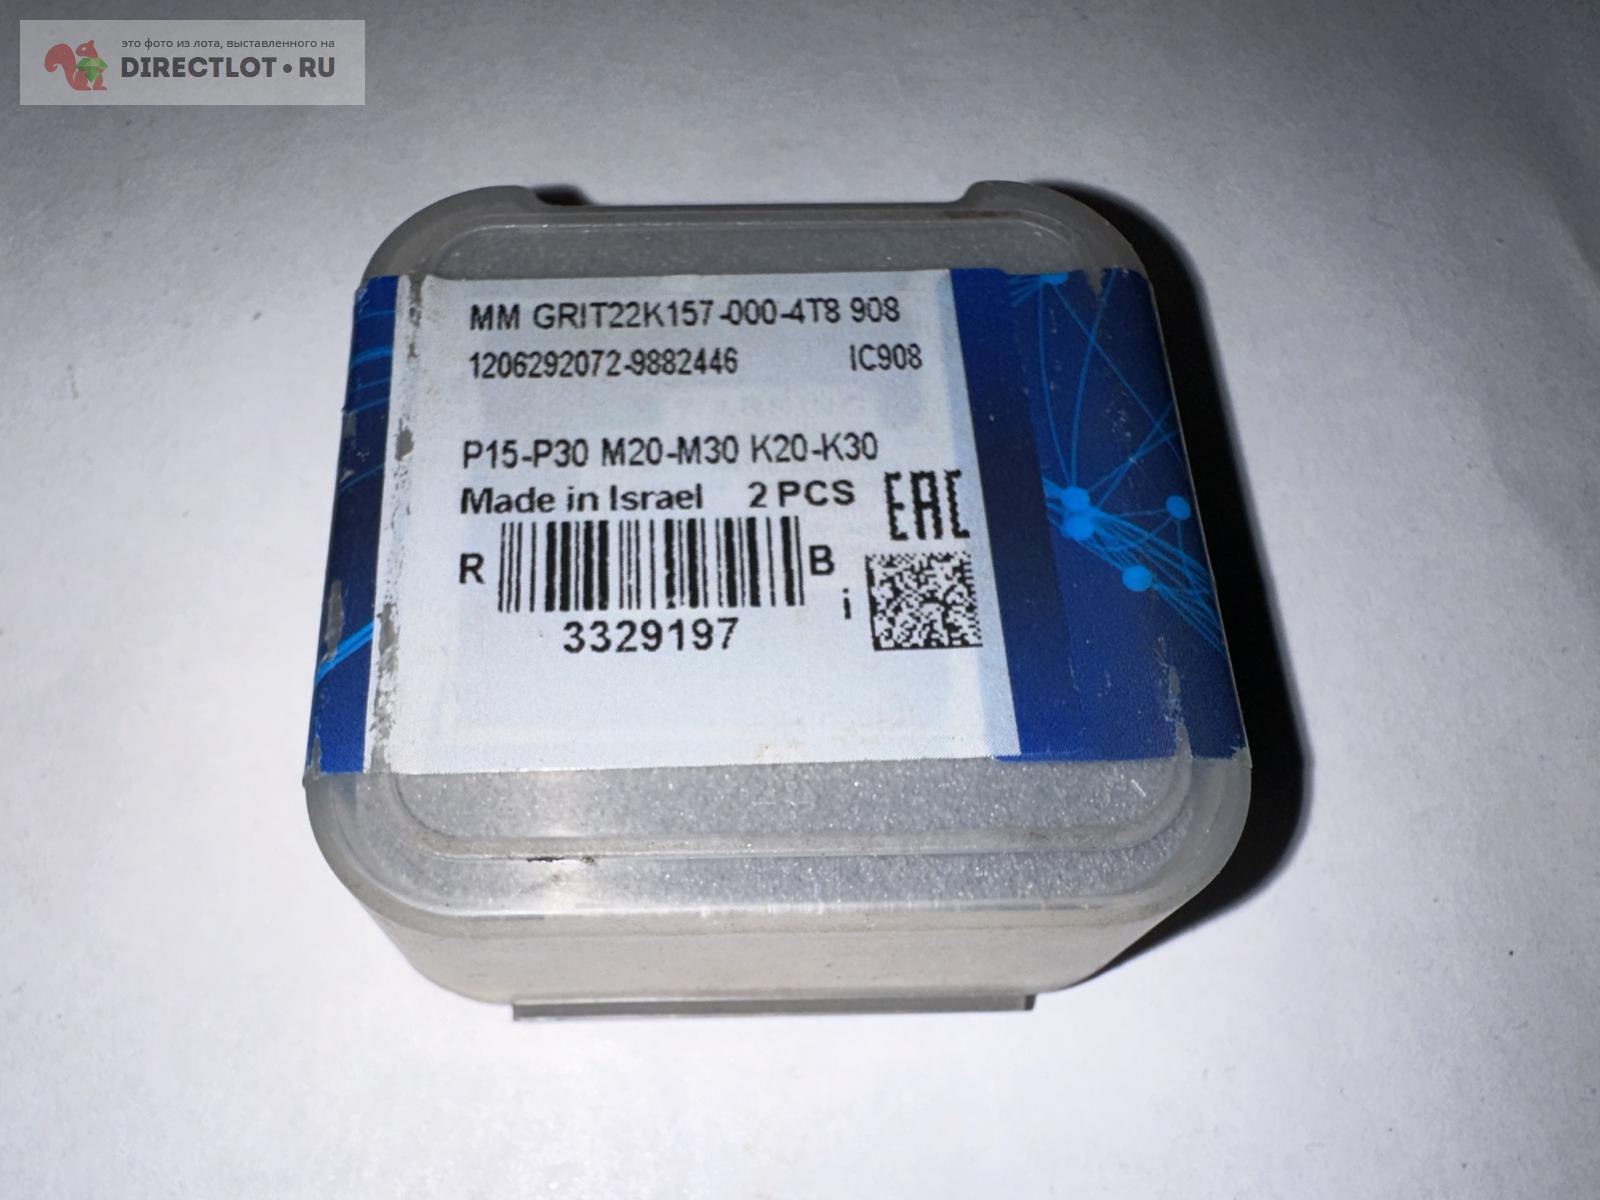 это фото из лота, выставленного на
DIRECTLOT•RU
MM GRIT22K157-000-4T8 908
1206292072-9882446 IC908
P15-P30 M20-M30 K20-K30
Made in Israel 2 PCS EAC
R B
i
3329197